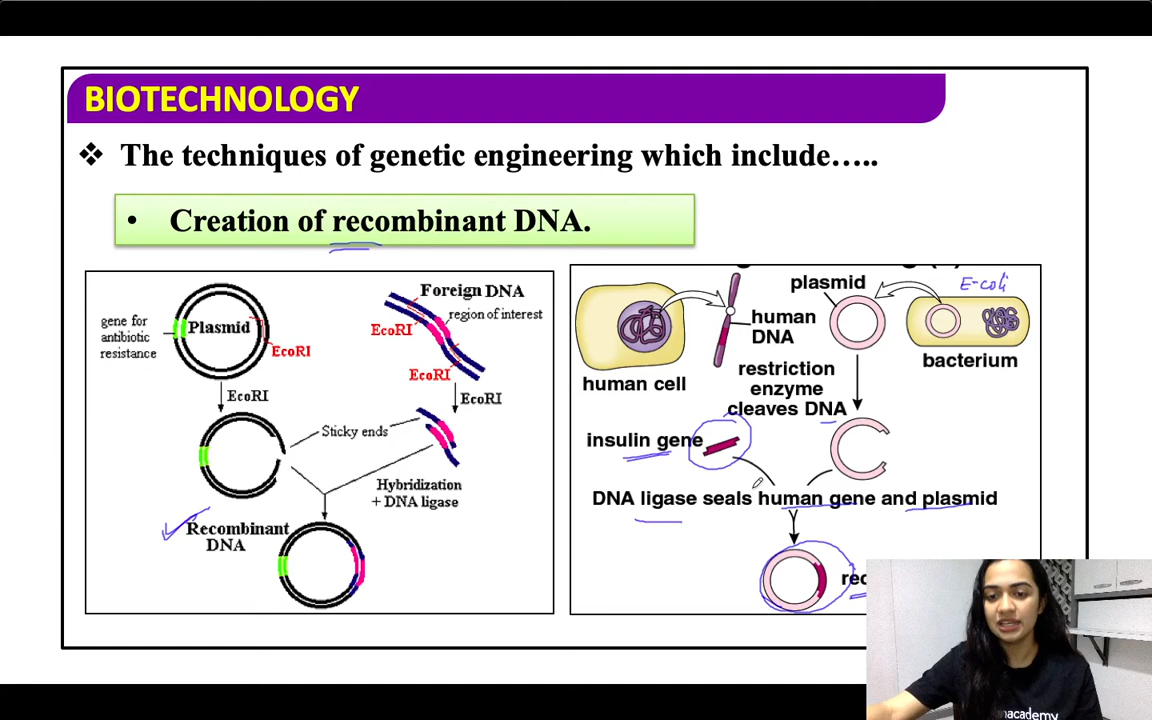 BIOTECHNOLOGY
❖ The techniques of genetic engineering which include…..
• Creation of recombinant DNA.
gene for
antibiotic
resistance
Plasmid
EcoRI
EcoRI
Foreign DNA
region of interest
EcoRI
EcoRI
EcoRI
Sticky ends
Hybridization
+ DNA ligase
Recombinant
DNA
plasmid
E-coli
human
DNA
human cell
bacterium
restriction
enzyme
cleaves DNA
insulin gene
DNA ligase seals human gene and plasmid
nacademy